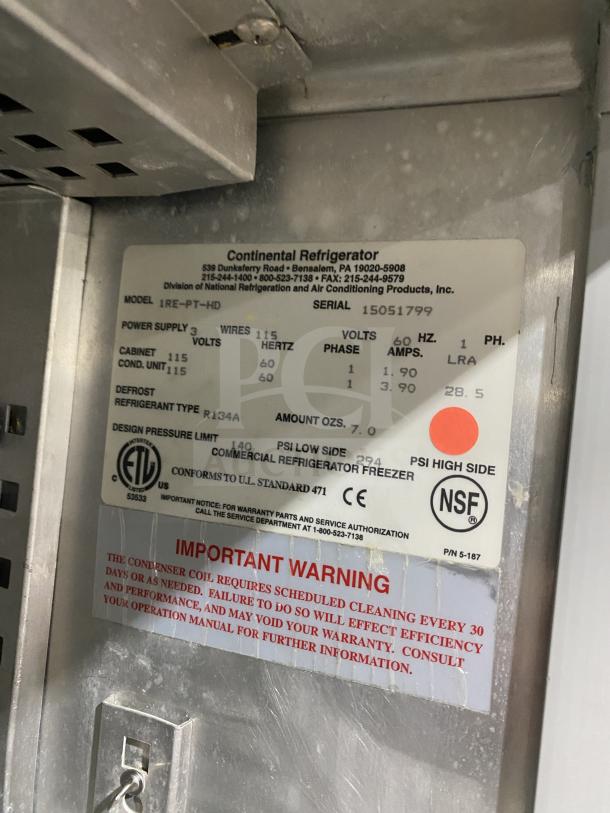 Continental Refrigerator
539 Dunksferry Road • Bensalem, PA 19020-5908
215-244-1400 • 800-523-7138 • FAX: 215-244-9579
Division of National Refrigeration and Air Conditioning Products, Inc.
MODEL 1RE-PT-HD SERIAL 15051799
POWER SUPPLY 3 WIRES 115 VOLTS 60 HZ. 1 PH.
VOLTS HERTZ PHASE AMPS. LRA
CABINET 115 60 1 1.90
COND. UNIT 115 60 1 3.90 28.5
DEFROST
REFRIGERANT TYPE R134A AMOUNT OZS. 7.0
DESIGN PRESSURE LIMIT 140 PSI LOW SIDE 294 PSI HIGH SIDE
COMMERCIAL REFRIGERATOR FREEZER
INTERTEK
ETL
LISTED
C US
53533
CONFORMS TO U.L. STANDARD 471 CE
NSF®
IMPORTANT NOTICE: FOR WARRANTY PARTS AND SERVICE AUTHORIZATION
CALL THE SERVICE DEPARTMENT AT 1-800-523-7138
P/N 5-187
IMPORTANT WARNING
THE CONDENSER COIL REQUIRES SCHEDULED CLEANING EVERY 30
DAYS OR AS NEEDED. FAILURE TO DO SO WILL EFFECT EFFICIENCY
AND PERFORMANCE, AND MAY VOID YOUR WARRANTY. CONSULT
YOUR OPERATION MANUAL FOR FURTHER INFORMATION.
PCI
AUCTIONS